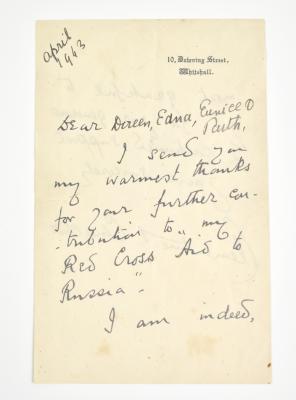 april
1943
10, Downing Street,
Whitehall.
Dear Doreen, Edna, Eunice &
Ruth,
I send you
my warmest thanks
for your further con-
-tribution to "my
Red Cross Aid to
Russia".
I am indeed,